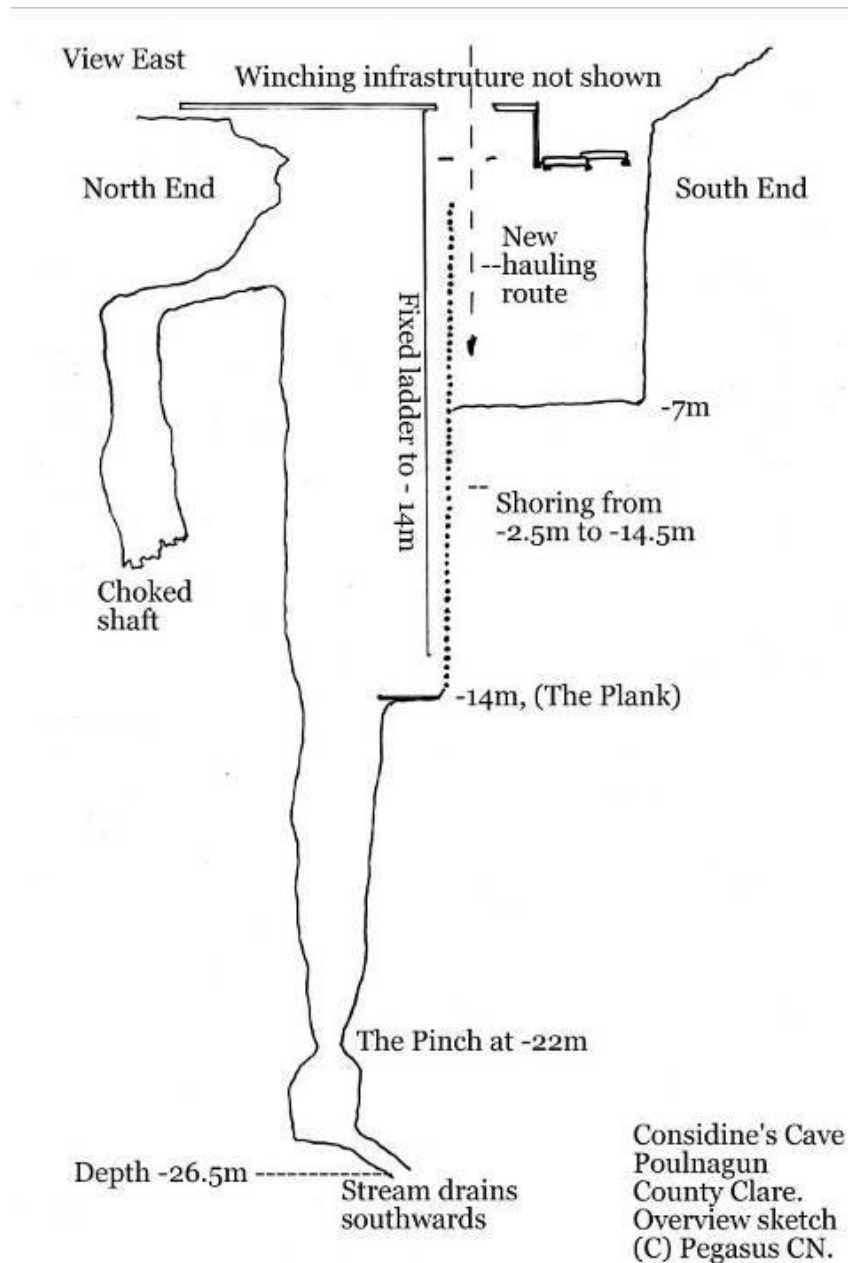 View East
Winching infrastruture not shown
North End
South End
New
hauling
route
Fixed ladder to - 14m
-7m
Shoring from
-2.5m to -14.5m
Choked
shaft
-14m, (The Plank)
The Pinch at -22m
Depth -26.5m
Stream drains
southwards
Considine's Cave
Poulnagun
County Clare.
Overview sketch
(C) Pegasus CN.